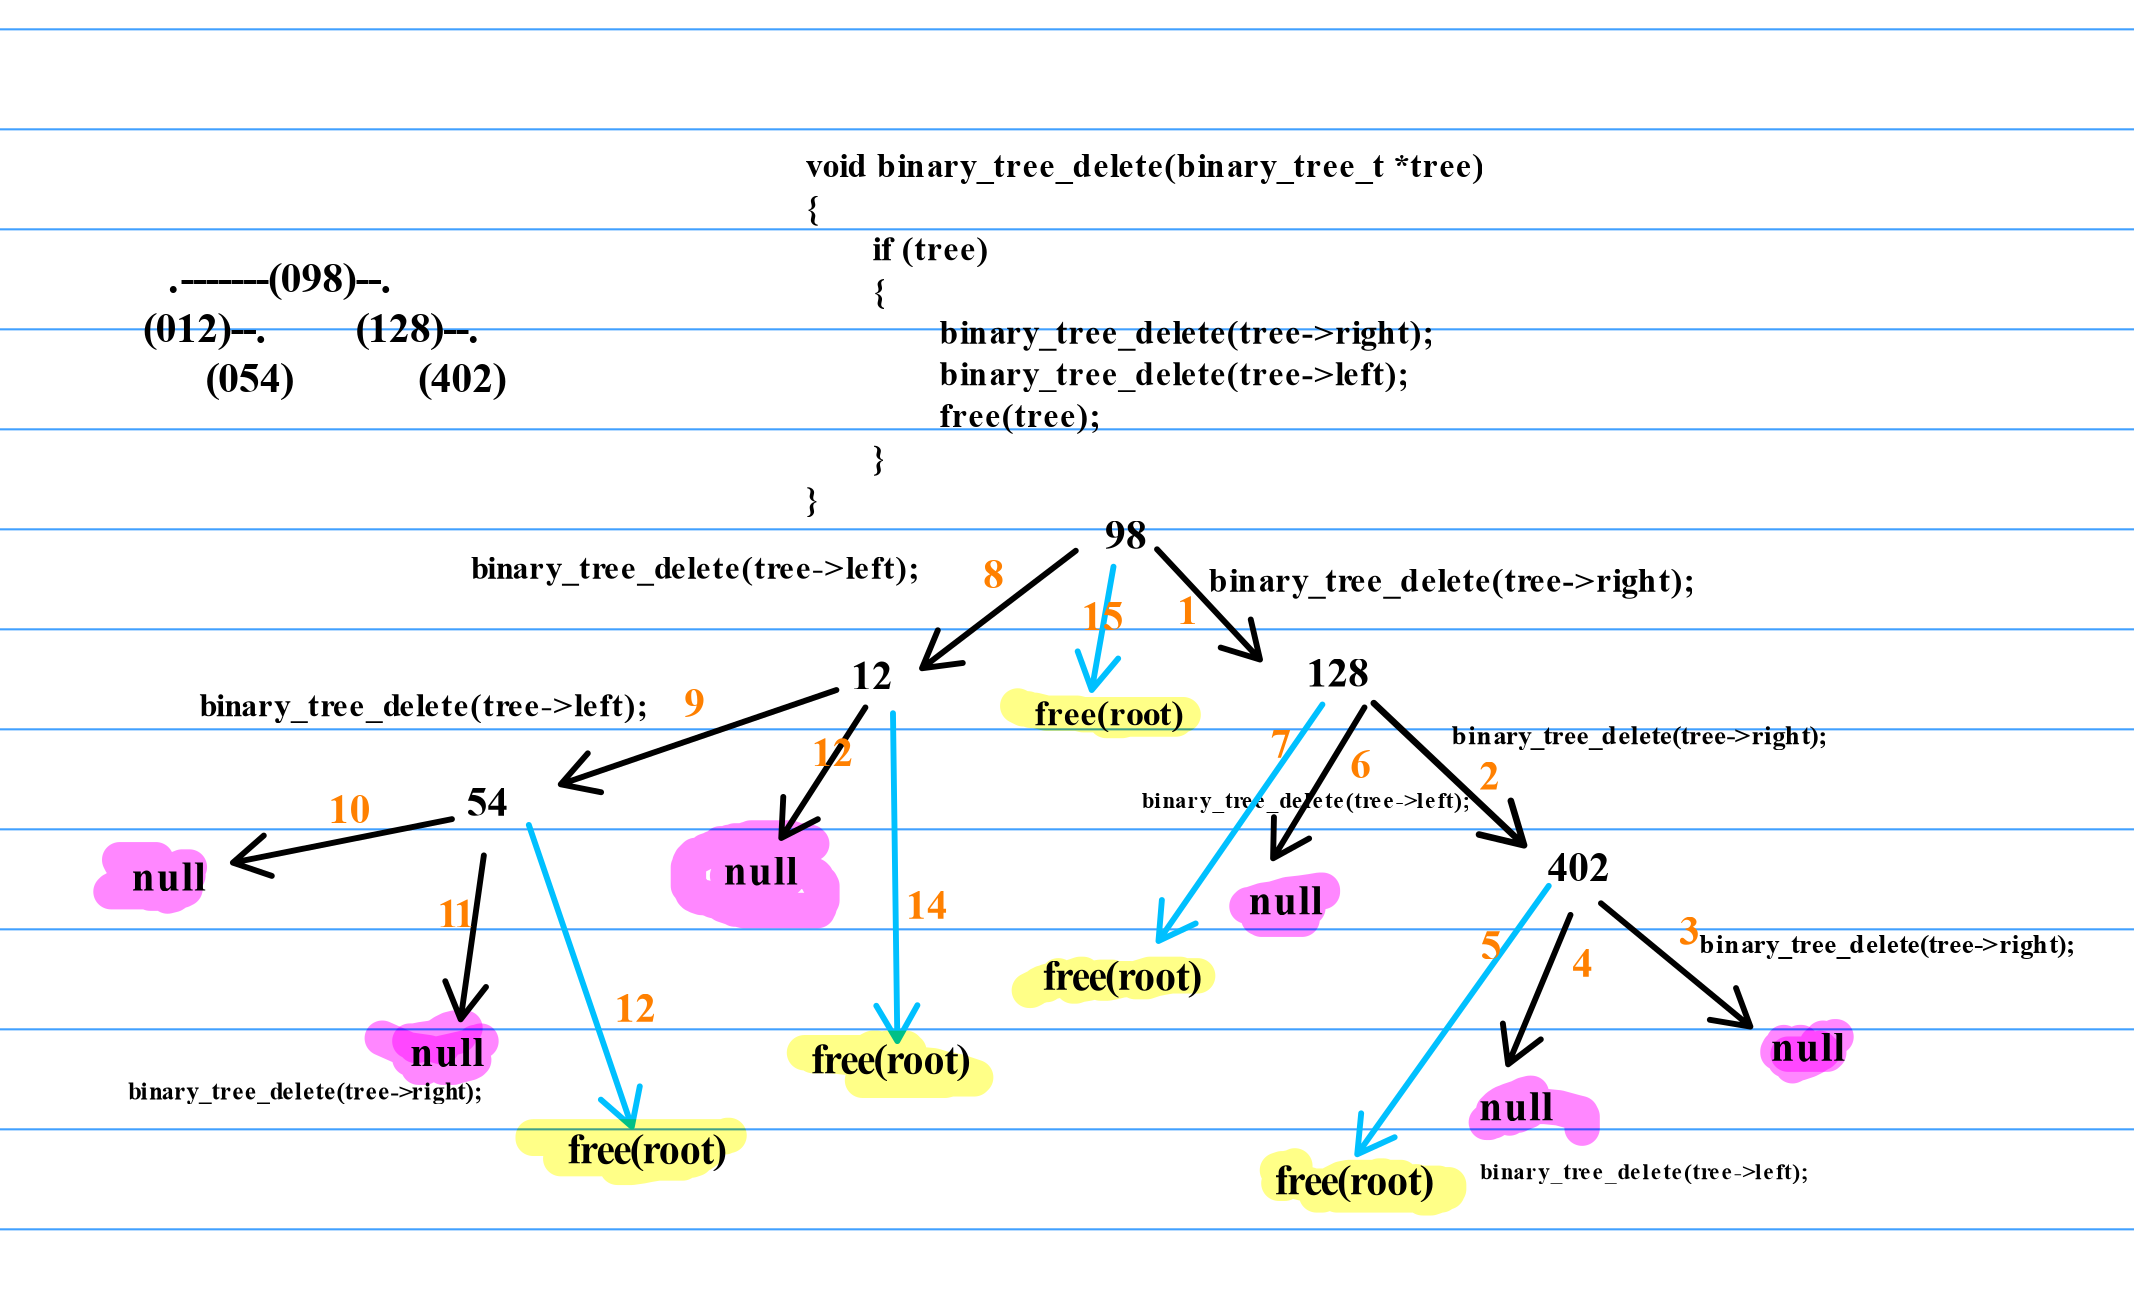 void binary_tree_delete(binary_tree_t *tree)
{
if (tree)
{
binary_tree_delete(tree->right);
binary_tree_delete(tree->left);
free(tree);
}
}
.-------(098)--.
(012)--. (128)--.
(054) (402)
98
binary_tree_delete(tree->left);
8
15
1
binary_tree_delete(tree->right);
12
128
binary_tree_delete(tree->left);
9
free(root)
12
7
6
binary_tree_delete(tree->right);
2
10
54
binary_tree_delete(tree->left);
null
11
null
14
null
402
5
4
3
binary_tree_delete(tree->right);
free(root)
12
null
binary_tree_delete(tree->right);
free(root)
null
null
free(root)
free(root)
binary_tree_delete(tree->left);